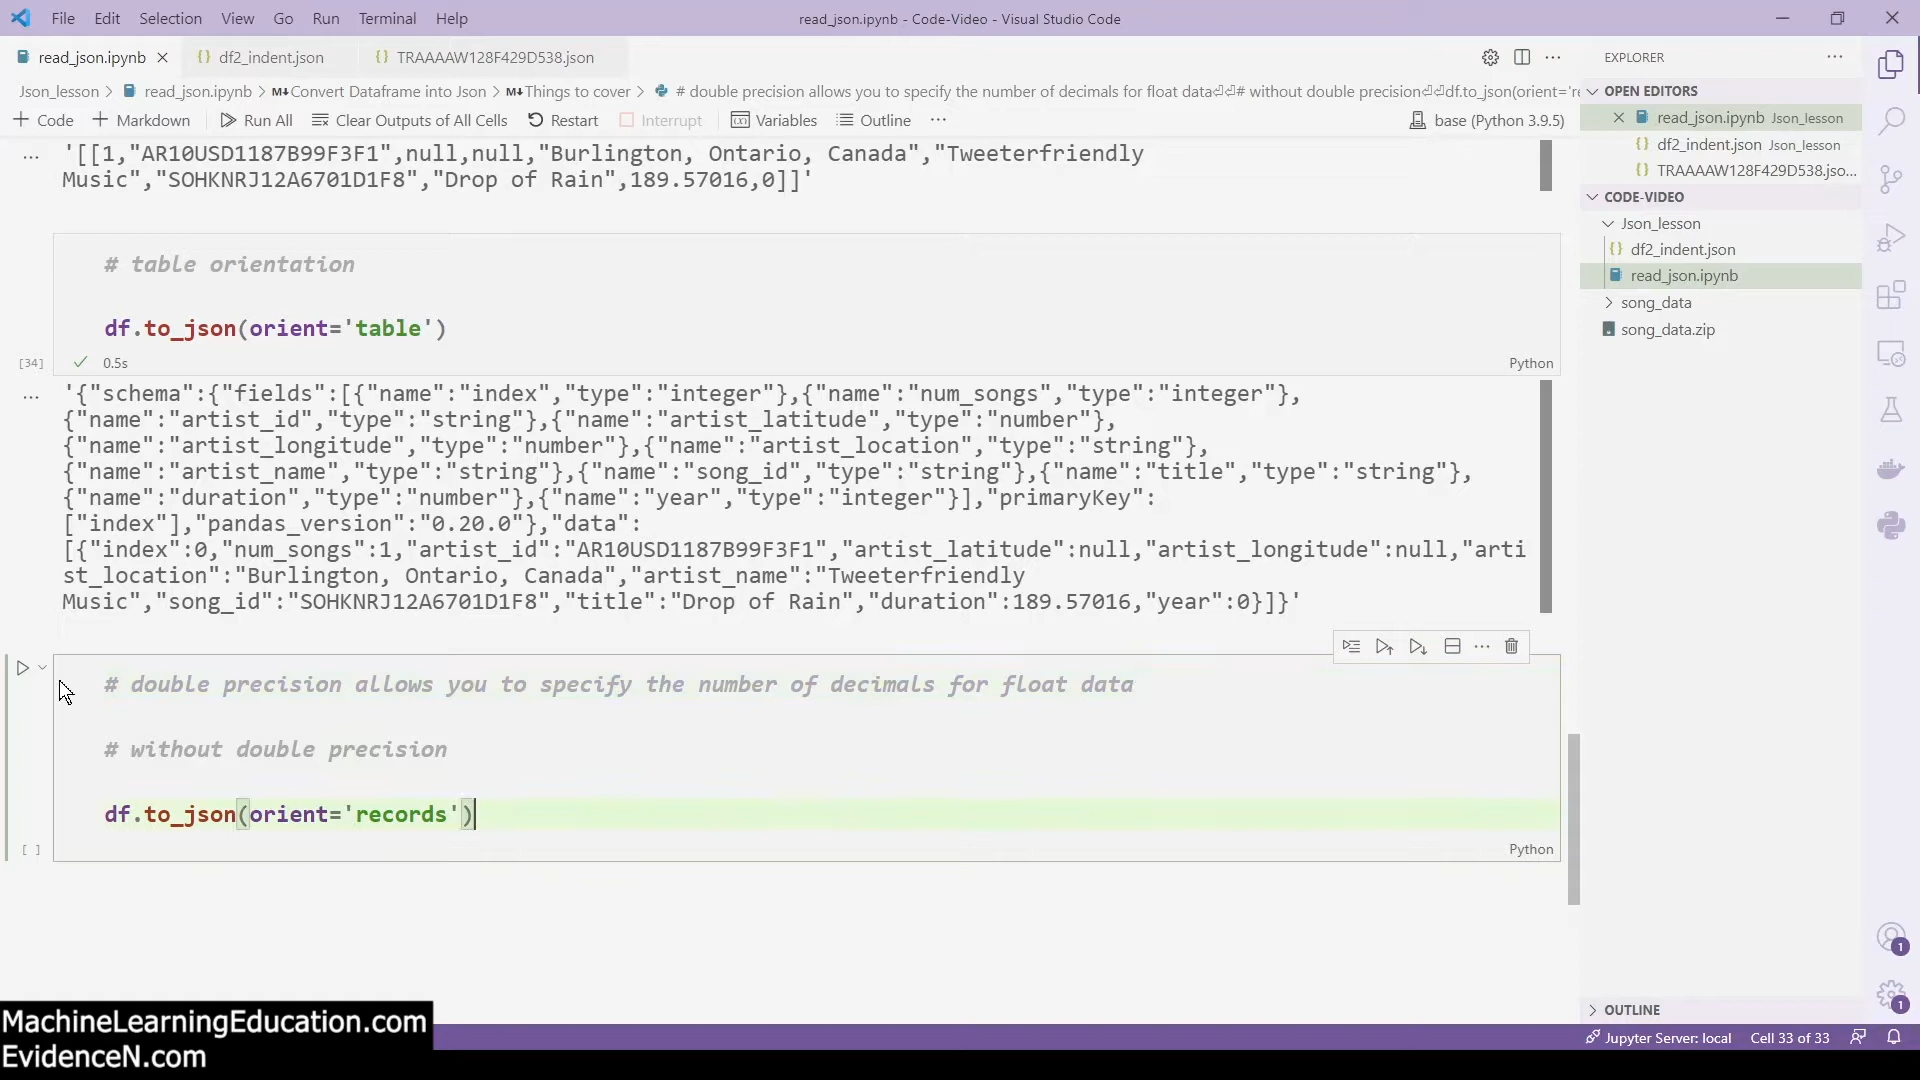 File Edit Selection View Go Run Terminal Help
read_json.ipynb - Code-Video - Visual Studio Code
read_json.ipynb
df2_indent.json
TRAAAAW128F429D538.json
Json_lesson > read_json.ipynb > M↓Convert Dataframe into Json > M↓Things to cover > # double precision allows you to specify the number of decimals for float data⏎⏎# without double precision⏎⏎df.to_json(orient='re
+ Code + Markdown Run All Clear Outputs of All Cells Restart Interrupt Variables Outline ... base (Python 3.9.5)
'[[1,"AR10USD1187B99F3F1",null,null,"Burlington, Ontario, Canada","Tweeterfriendly
Music","SOHKNRJ12A6701D1F8","Drop of Rain",189.57016,0]]'
# table orientation
df.to_json(orient='table')
[34] 0.5s Python
'{"schema":{"fields":[{"name":"index","type":"integer"},{"name":"num_songs","type":"integer"},
{"name":"artist_id","type":"string"},{"name":"artist_latitude","type":"number"},
{"name":"artist_longitude","type":"number"},{"name":"artist_location","type":"string"},
{"name":"artist_name","type":"string"},{"name":"song_id","type":"string"},{"name":"title","type":"string"},
{"name":"duration","type":"number"},{"name":"year","type":"integer"}],"primaryKey":
["index"],"pandas_version":"0.20.0"},"data":
[{"index":0,"num_songs":1,"artist_id":"AR10USD1187B99F3F1","artist_latitude":null,"artist_longitude":null,"arti
st_location":"Burlington, Ontario, Canada","artist_name":"Tweeterfriendly
Music","song_id":"SOHKNRJ12A6701D1F8","title":"Drop of Rain","duration":189.57016,"year":0}]}'
# double precision allows you to specify the number of decimals for float data
# without double precision
df.to_json(orient='records')
[ ] Python
EXPLORER
OPEN EDITORS
read_json.ipynb Json_lesson
df2_indent.json Json_lesson
TRAAAAW128F429D538.jso...
CODE-VIDEO
Json_lesson
df2_indent.json
read_json.ipynb
song_data
song_data.zip
OUTLINE
1
1
Jupyter Server: local Cell 33 of 33
MachineLearningEducation.com
EvidenceN.com